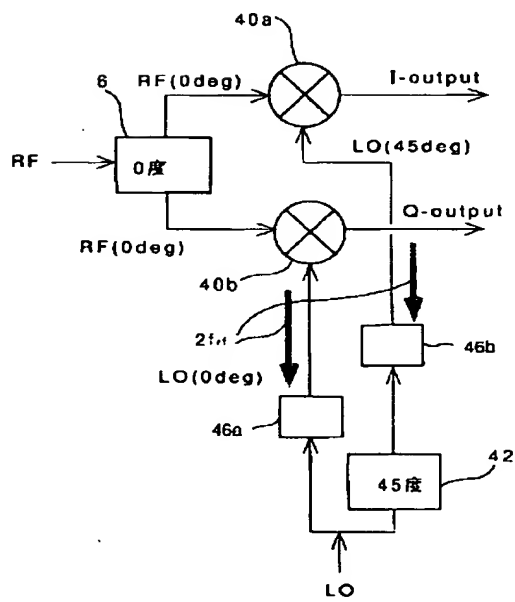 40a
6
RF(0deg)
I-output
RF
0度
LO(45deg)
Q-output
RF(0deg)
40b
2frf
46b
LO(0deg)
46a
42
45度
LO